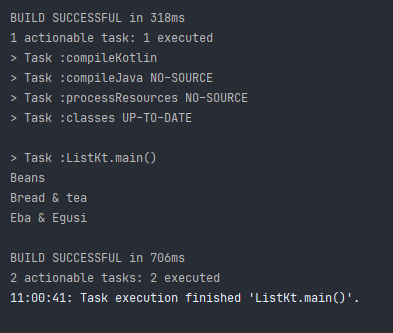 BUILD SUCCESSFUL in 318ms
1 actionable task: 1 executed
> Task :compileKotlin
> Task :compileJava NO-SOURCE
> Task :processResources NO-SOURCE
> Task :classes UP-TO-DATE
> Task :ListKt.main()
Beans
Bread & tea
Eba & Egusi
BUILD SUCCESSFUL in 706ms
2 actionable tasks: 2 executed
11:00:41: Task execution finished 'ListKt.main()'.